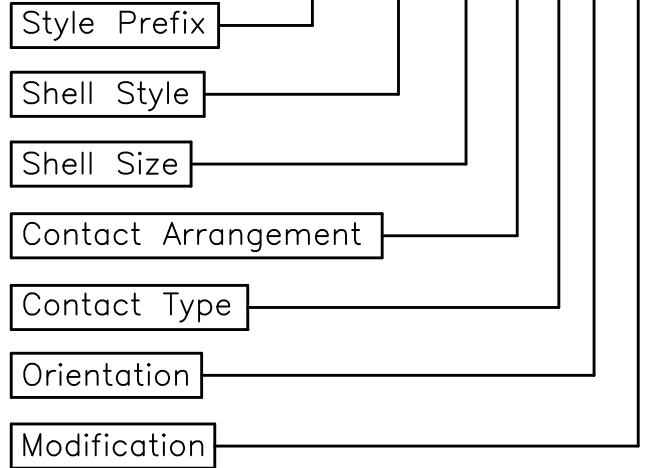 Style Prefix
Shell Style
Shell Size
Contact Arrangement
Contact Type
Orientation
Modification